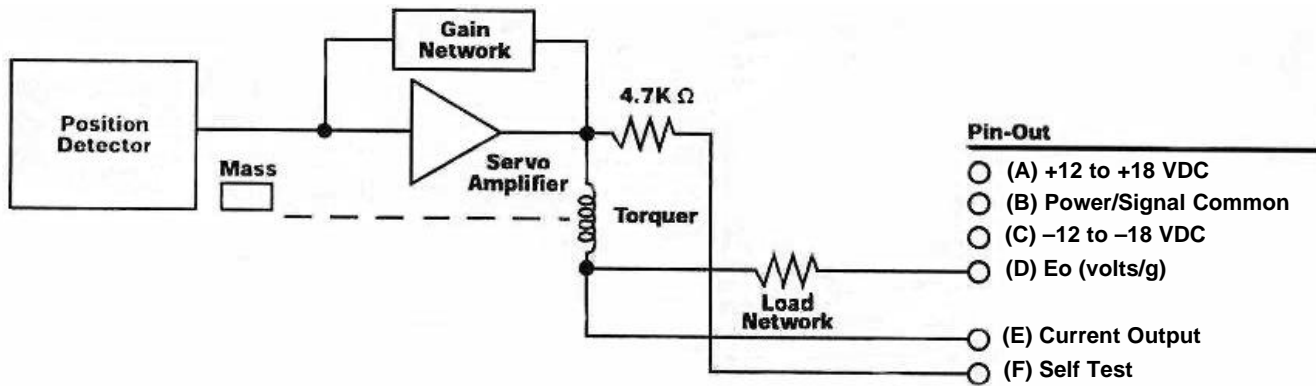 Gain
Network
Position
Detector
4.7K Ω
Mass
Servo
Amplifier
Torquer
Load
Network
Pin-Out
(A) +12 to +18 VDC
(B) Power/Signal Common
(C) –12 to –18 VDC
(D) Eo (volts/g)
(E) Current Output
(F) Self Test